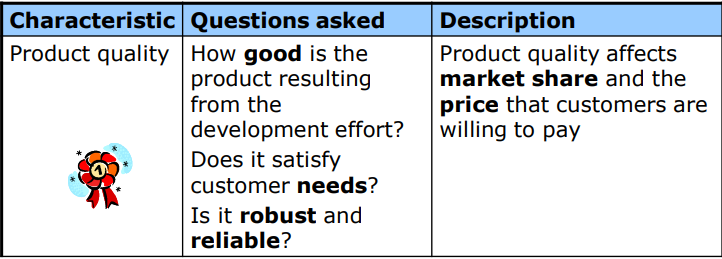 Characteristic
Questions asked
Description
Product quality
1
How good is the
product resulting
from the
development effort?
Does it satisfy
customer needs?
Is it robust and
reliable?
Product quality affects
market share and the
price that customers are
willing to pay